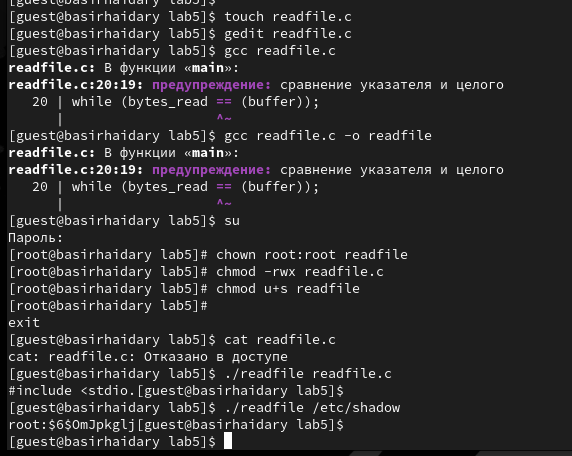 [guest@basirhaidary lab5]$
[guest@basirhaidary lab5]$ touch readfile.c
[guest@basirhaidary lab5]$ gedit readfile.c
[guest@basirhaidary lab5]$ gcc readfile.c
readfile.c: В функции «main»:
readfile.c:20:19: предупреждение: сравнение указателя и целого
   20 | while (bytes_read == (buffer));
      |                   ^~
[guest@basirhaidary lab5]$ gcc readfile.c -o readfile
readfile.c: В функции «main»:
readfile.c:20:19: предупреждение: сравнение указателя и целого
   20 | while (bytes_read == (buffer));
      |                   ^~
[guest@basirhaidary lab5]$ su
Пароль:
[root@basirhaidary lab5]# chown root:root readfile
[root@basirhaidary lab5]# chmod -rwx readfile.c
[root@basirhaidary lab5]# chmod u+s readfile
[root@basirhaidary lab5]#
exit
[guest@basirhaidary lab5]$ cat readfile.c
cat: readfile.c: Отказано в доступе
[guest@basirhaidary lab5]$ ./readfile readfile.c
#include <stdio.[guest@basirhaidary lab5]$
[guest@basirhaidary lab5]$ ./readfile /etc/shadow
root:$6$OmJpkglj[guest@basirhaidary lab5]$
[guest@basirhaidary lab5]$